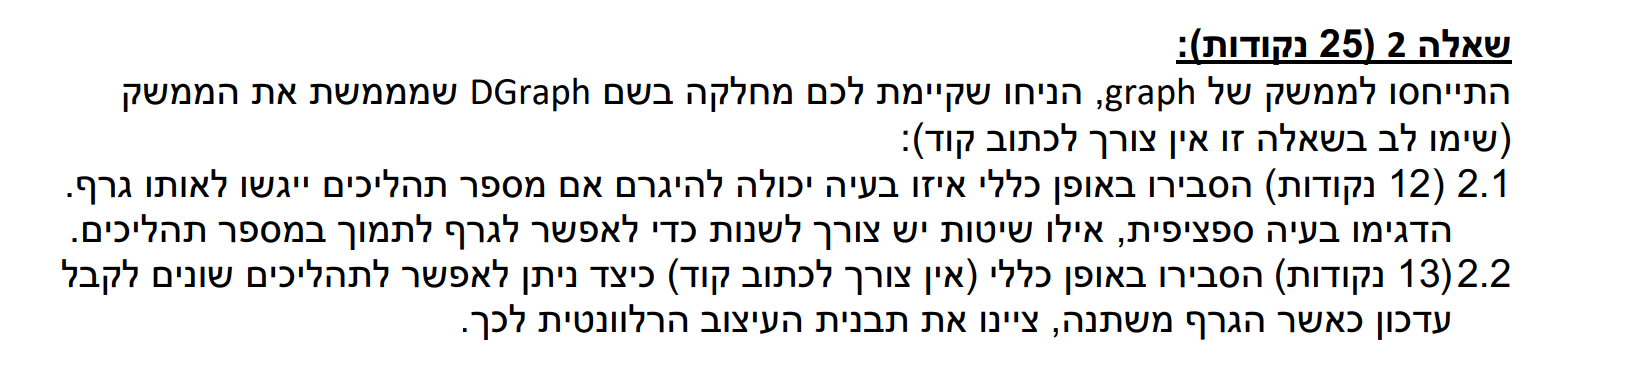 שאלה 2 (25 נקודות):
התייחסו לממשק של graph, הניחו שקיימת לכם מחלקה בשם DGraph שמממשת את הממשק
(שימו לב בשאלה זו אין צורך לכתוב קוד):
2.1 (12 נקודות) הסבירו באופן כללי איזו בעיה יכולה להיגרם אם מספר תהליכים ייגשו לאותו גרף.
הדגימו בעיה ספציפית, אילו שיטות יש צורך לשנות כדי לאפשר לגרף לתמוך במספר תהליכים.
2.2 (13 נקודות) הסבירו באופן כללי (אין צורך לכתוב קוד) כיצד ניתן לאפשר לתהליכים שונים לקבל
עדכון כאשר הגרף משתנה, ציינו את תבנית העיצוב הרלוונטית לכך.